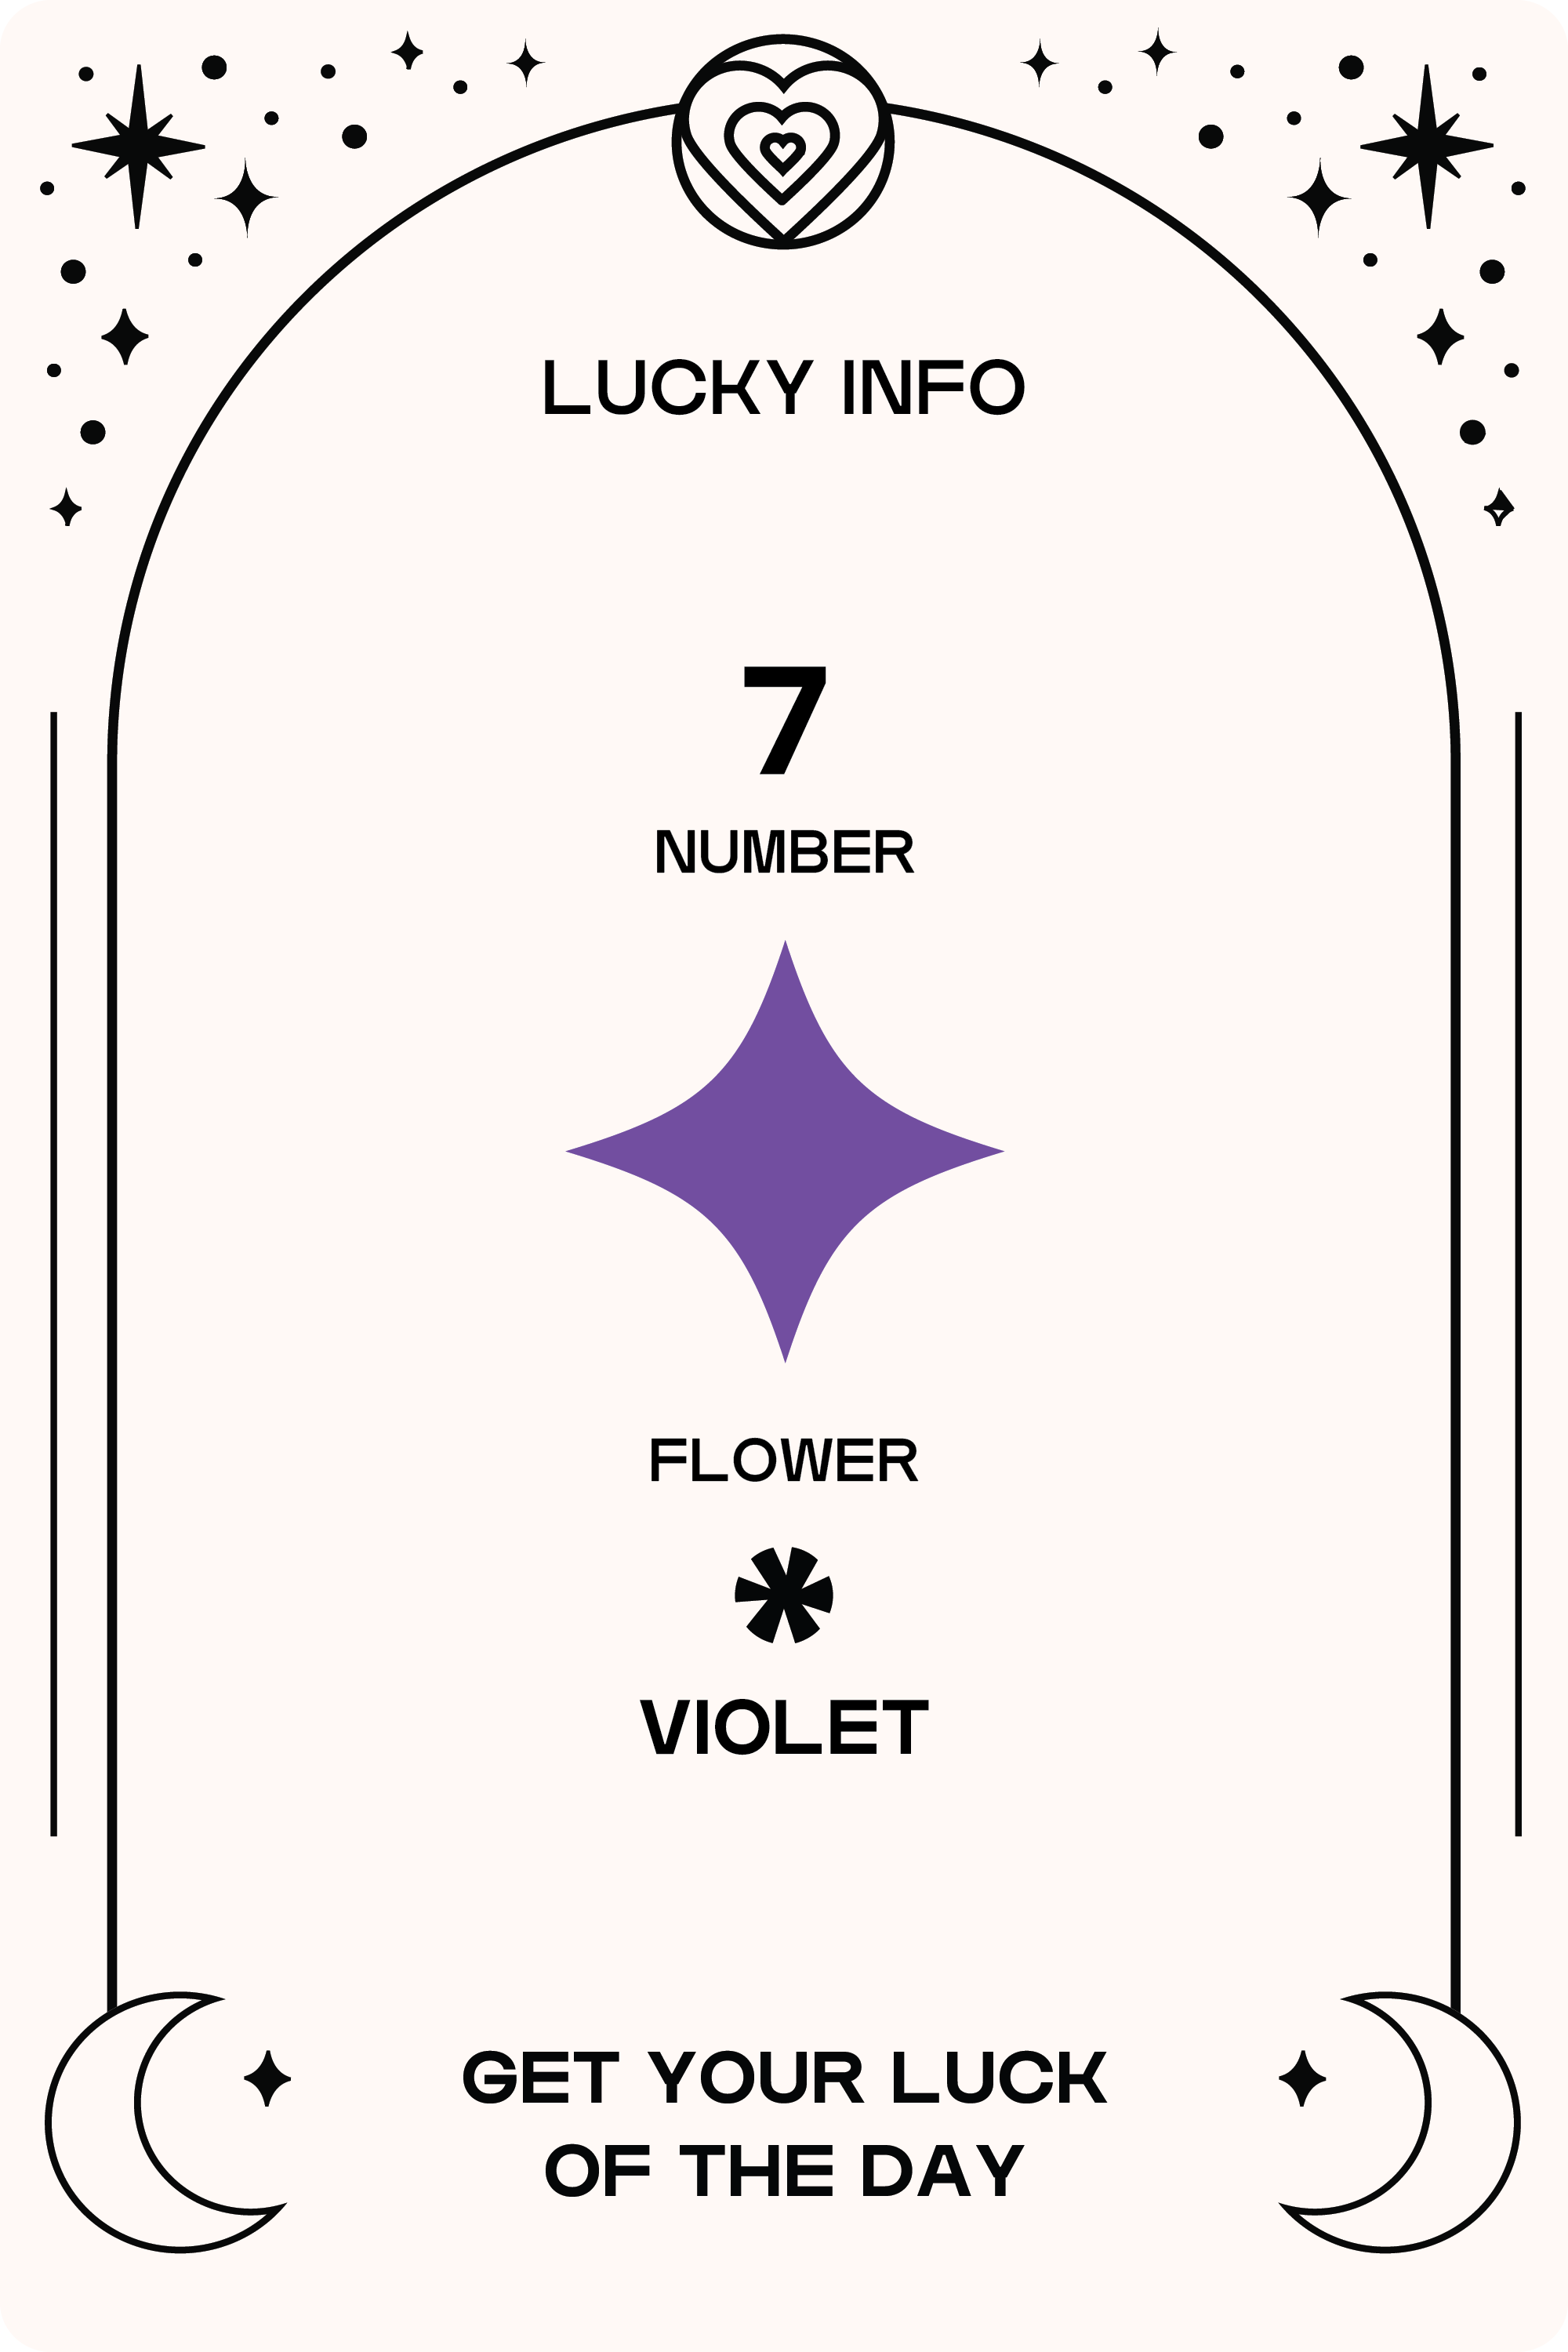 LUCKY INFO
7
NUMBER
FLOWER
VIOLET
GET YOUR LUCK
OF THE DAY